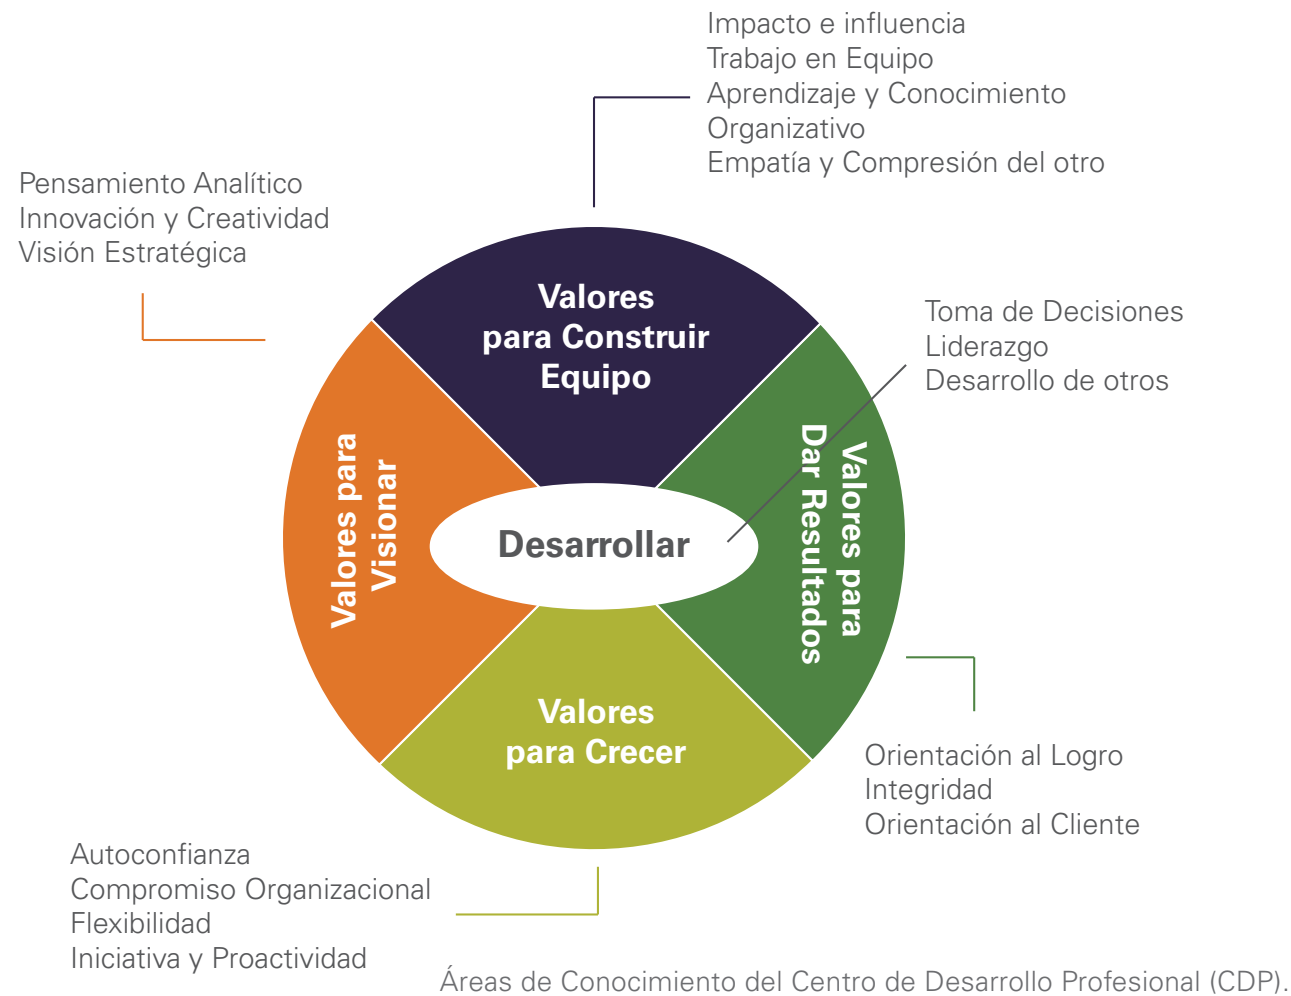 Impacto e influencia
Trabajo en Equipo
Aprendizaje y Conocimiento
Organizativo
Empatía y Compresión del otro
Pensamiento Analítico
Innovación y Creatividad
Visión Estratégica
Valores
para Construir
Equipo
Toma de Decisiones
Liderazgo
Desarrollo de otros
Valores para
Visionar
Desarrollar
Valores para
Dar Resultados
Valores
para Crecer
Orientación al Logro
Integridad
Orientación al Cliente
Autoconfianza
Compromiso Organizacional
Flexibilidad
Iniciativa y Proactividad
Áreas de Conocimiento del Centro de Desarrollo Profesional (CDP).